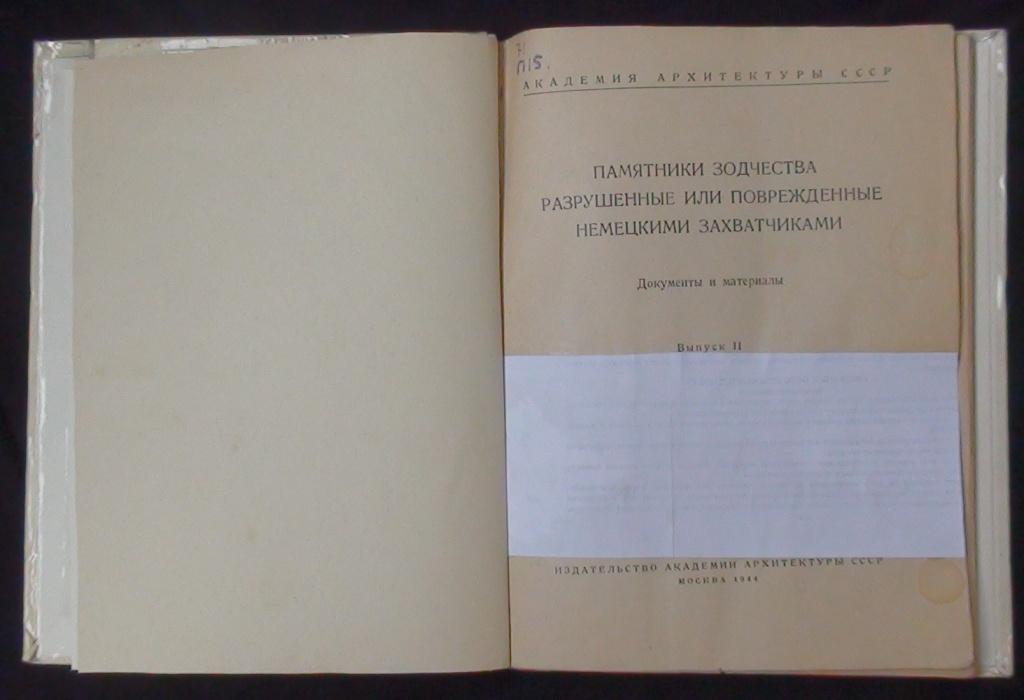 П15.
АКАДЕМИЯ АРХИТЕКТУРЫ СССР
ПАМЯТНИКИ ЗОДЧЕСТВА
РАЗРУШЕННЫЕ ИЛИ ПОВРЕЖДЕННЫЕ
НЕМЕЦКИМИ ЗАХВАТЧИКАМИ
Документы и материалы
Выпуск II
ИЗДАТЕЛЬСТВО АКАДЕМИИ АРХИТЕКТУРЫ СССР
МОСКВА 1944